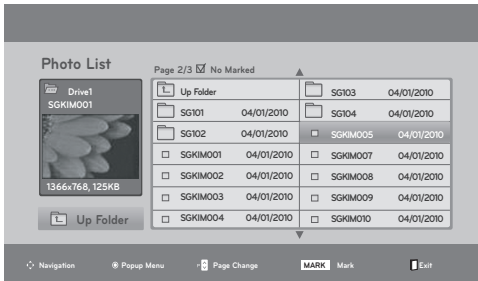 Photo List
Page 2/3 ☑ No Marked
Drive1
SGKIM001
1366x768, 125KB
Up Folder
Up Folder
SG101 04/01/2010
SG102 04/01/2010
SGKIM001 04/01/2010
SGKIM002 04/01/2010
SGKIM003 04/01/2010
SGKIM004 04/01/2010
SG103 04/01/2010
SG104 04/01/2010
SGKIM005 04/01/2010
SGKIM007 04/01/2010
SGKIM008 04/01/2010
SGKIM009 04/01/2010
SGKIM010 04/01/2010
Navigation Popup Menu P Page Change MARK Mark Exit